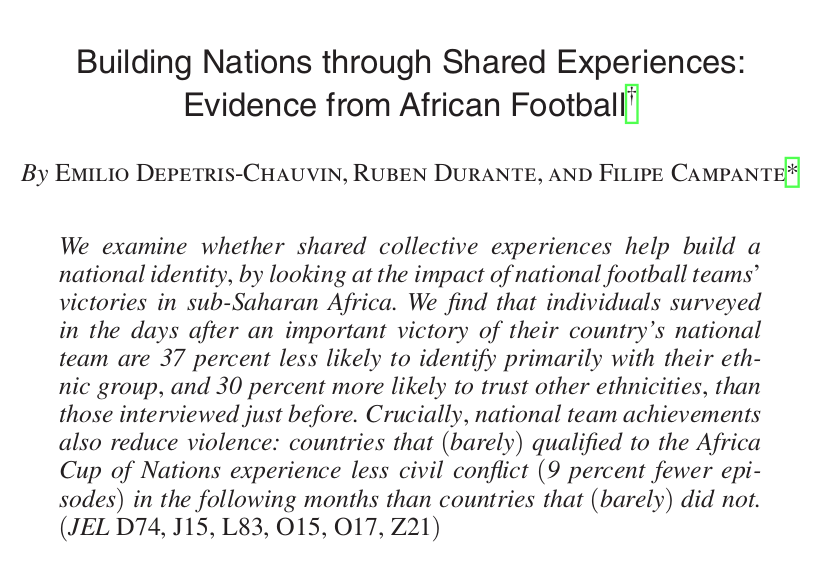 Building Nations through Shared Experiences:
Evidence from African Football†
By Emilio Depetris-Chauvin, Ruben Durante, and Filipe Campante*
We examine whether shared collective experiences help build a
national identity, by looking at the impact of national football teams’
victories in sub-Saharan Africa. We find that individuals surveyed
in the days after an important victory of their country’s national
team are 37 percent less likely to identify primarily with their eth-
nic group, and 30 percent more likely to trust other ethnicities, than
those interviewed just before. Crucially, national team achievements
also reduce violence: countries that (barely) qualified to the Africa
Cup of Nations experience less civil conflict (9 percent fewer epi-
sodes) in the following months than countries that (barely) did not.
(JEL D74, J15, L83, O15, O17, Z21)